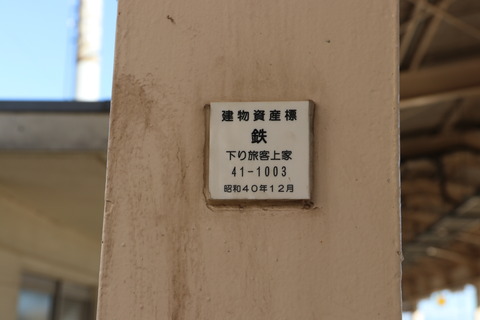 建物資産標
鉄
下り旅客上家
41-1003
昭和40年12月